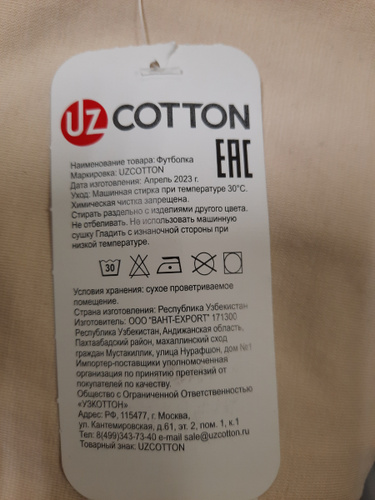 UZ COTTON
Наименование товара: Футболка
Маркировка: UZCOTTON
Дата изготовления: Апрель 2023 г.
Уход: Машинная стирка при температуре 30°С.
Химическая чистка запрещена.
Стирать раздельно с изделиями другого цвета.
Не отбеливать. Не использовать машинную
сушку Гладить с изнаночной стороны при
низкой температуре.
EAC
30
Условия хранения: сухое проветриваемое
помещение.
Страна изготовления: Республика Узбекистан
Изготовитель: ООО "BAHT-EXPORT" 171300
Республика Узбекистан, Андижанская область,
Пахтаабадский район, махаллинский сход
граждан Мустакиллик, улица Нурафшон, дом №1
Импортер-поставщики уполномоченная
организация по принятию претензий от
покупателей по качеству.
Общество с Ограниченной Ответственностью
«УЗКОТТОН»
Адрес: РФ, 115477, г. Москва,
ул. Кантемировская, д.61, эт. 2, пом. 1, к.1
Тел: 8(499)343-73-40 e-mail sale@uzcotton.ru
Товарный знак: UZCOTTON